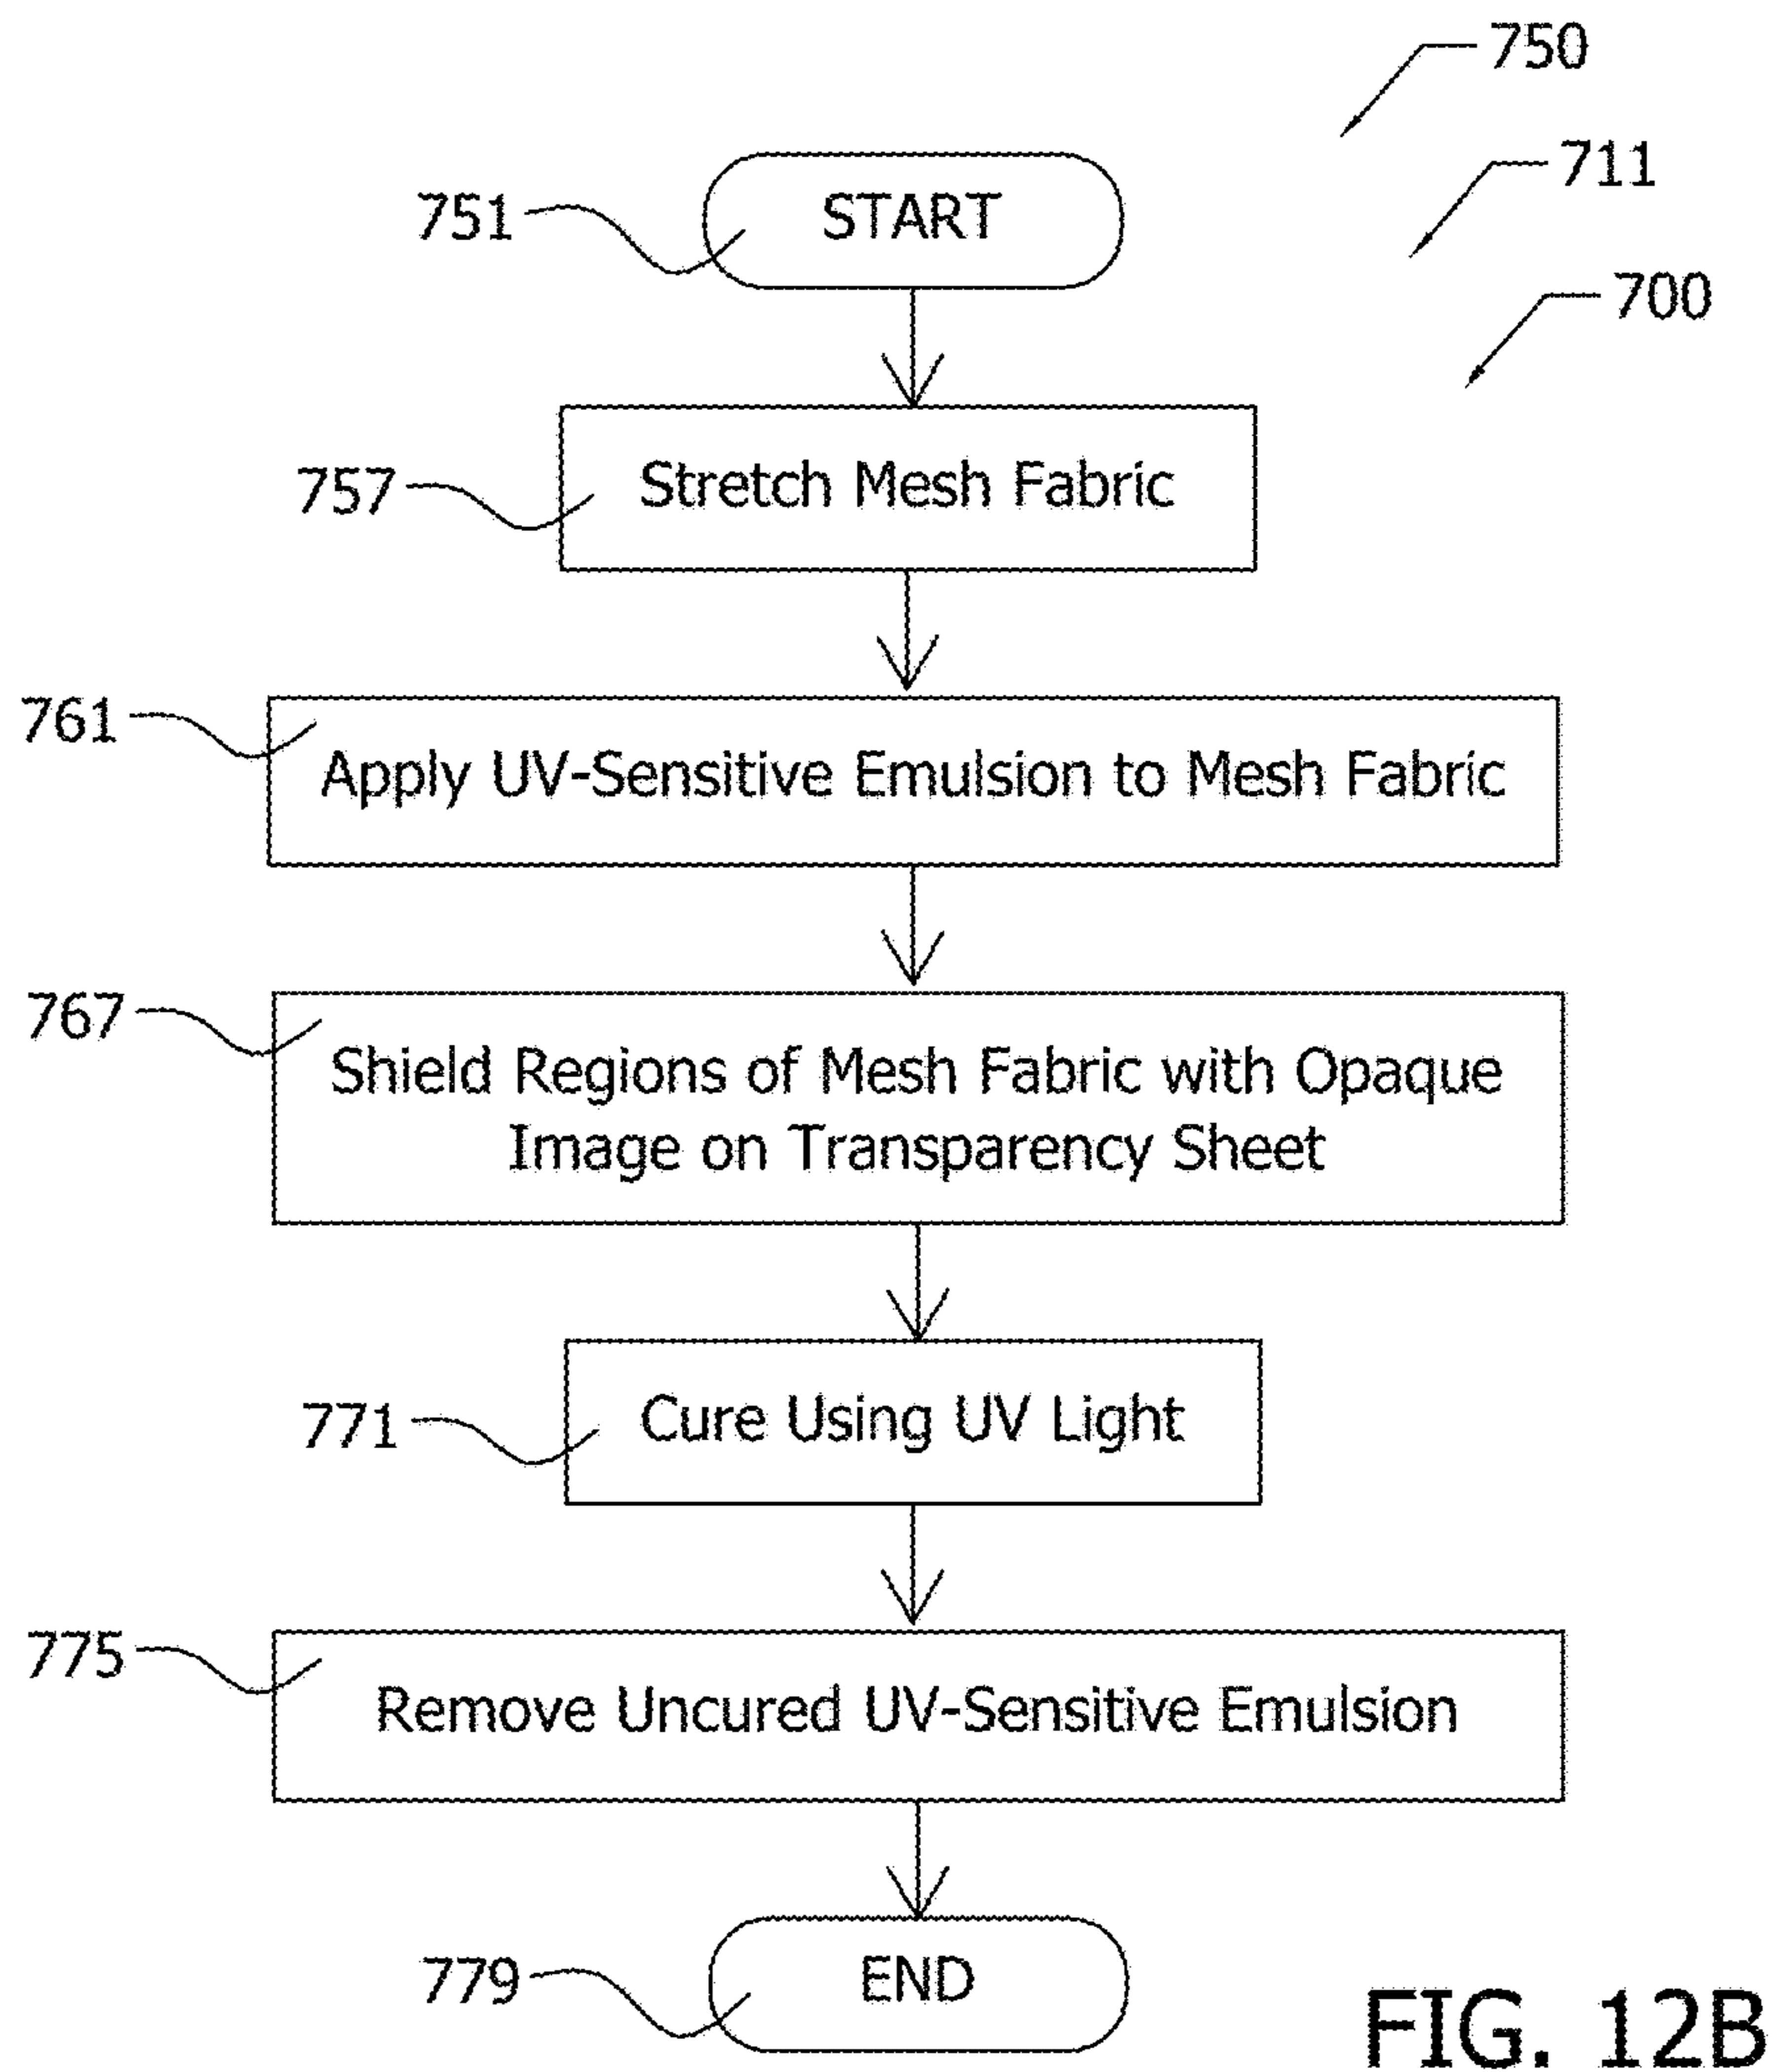 750
711
751
START
700
757
Stretch Mesh Fabric
761
Apply UV-Sensitive Emulsion to Mesh Fabric
767
Shield Regions of Mesh Fabric with Opaque
Image on Transparency Sheet
771
Cure Using UV Light
775
Remove Uncured UV-Sensitive Emulsion
779
END
FIG. 12B